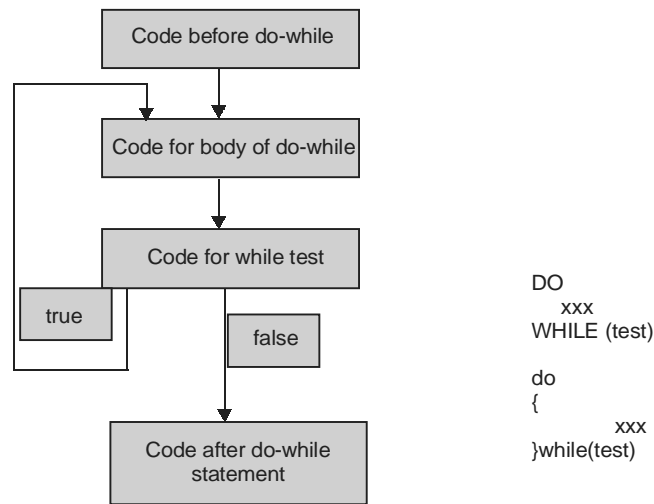 Code before do-while
Code for body of do-while
Code for while test
true
false
Code after do-while
statement
DO
xxx
WHILE (test)
do
{
xxx
}while(test)